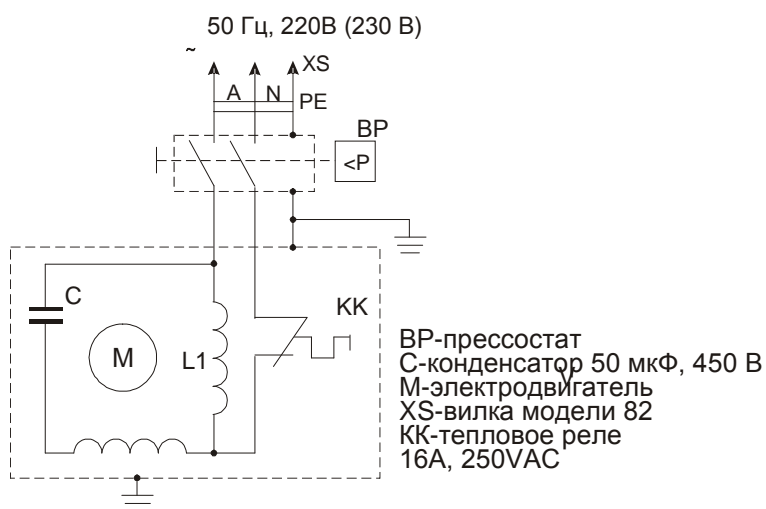 50 Гц, 220В (230 В)
~
XS
A N
PE
BP
<P
C
KK
M
L1
ВР-прессостат
С-конденсатор 50 мкФ, 450 В
М-электродвигатель
XS-вилка модели 82
КК-тепловое реле
16А, 250VAC